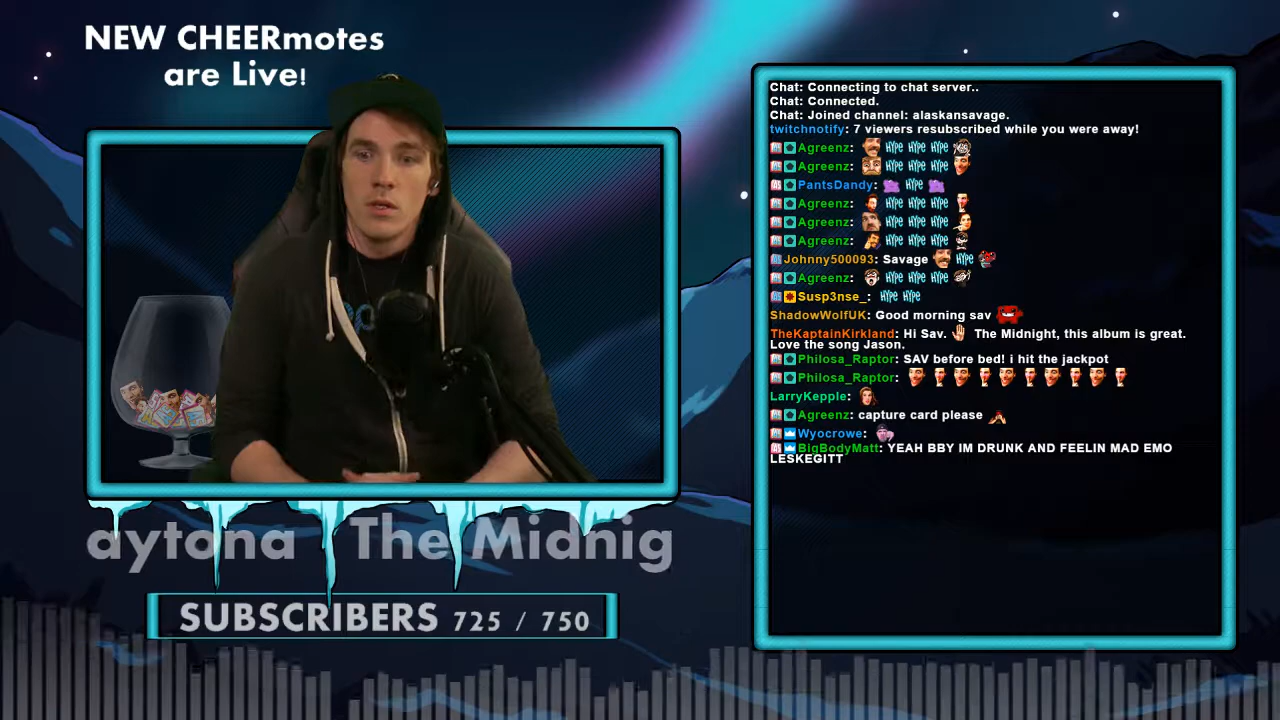 NEW CHEERmotes
are Live!
Chat: Connecting to chat server..
Chat: Connected.
Chat: Joined channel: alaskansavage.
twitchnotify: 7 viewers resubscribed while you were away!
Agreenz: HYPE HYPE HYPE
Agreenz: HYPE HYPE HYPE
PantsDandy: HYPE
Agreenz: HYPE HYPE HYPE
Agreenz: HYPE HYPE HYPE
Agreenz: HYPE HYPE HYPE
Johnny500093: Savage HYPE
Agreenz: HYPE HYPE HYPE
Susp3nse_: HYPE HYPE
ShadowWolfUK: Good morning sav
TheKaptainKirkland: Hi Sav. The Midnight, this album is great.
Love the song Jason.
Philosa_Raptor: SAV before bed! i hit the jackpot
Philosa_Raptor:
LarryKepple:
Agreenz: capture card please
Wyocrowe:
BigBodyMatt: YEAH BBY IM DRUNK AND FEELIN MAD EMO
LESKEGITT
aytona The Midnig
SUBSCRIBERS 725 / 750